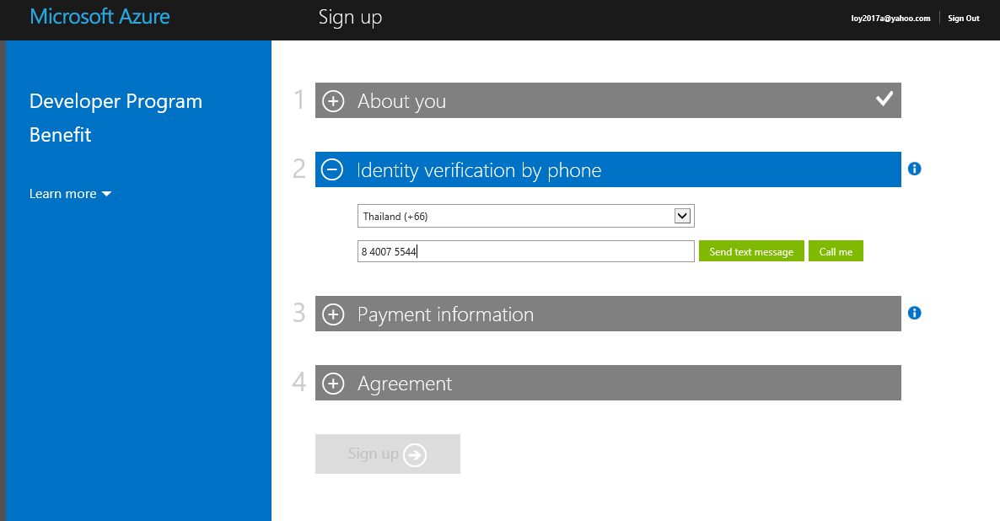 Microsoft Azure
Sign up
loy2017a@yahoo.com
Sign Out
Developer Program
Benefit
Learn more
1
About you
2
Identity verification by phone
Thailand (+66)
8 4007 5544
Send text message
Call me
3
Payment information
4
Agreement
Sign up